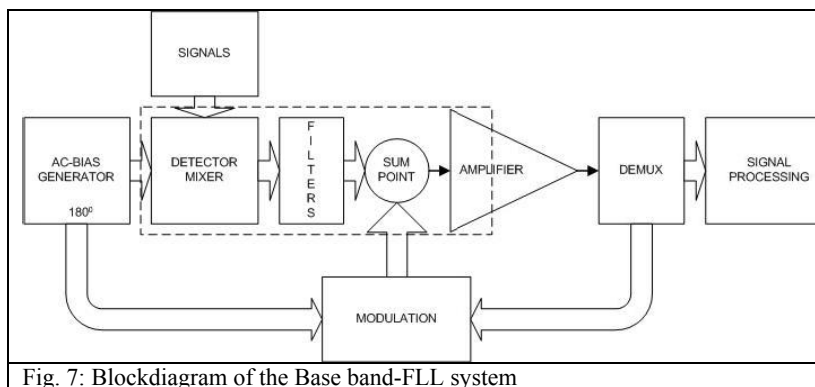 SIGNALS
AC-BIAS
GENERATOR
180⁰
DETECTOR
MIXER
FILTERS
SUM
POINT
AMPLIFIER
DEMUX
SIGNAL
PROCESSING
MODULATION
Fig. 7: Blockdiagram of the Base band-FLL system